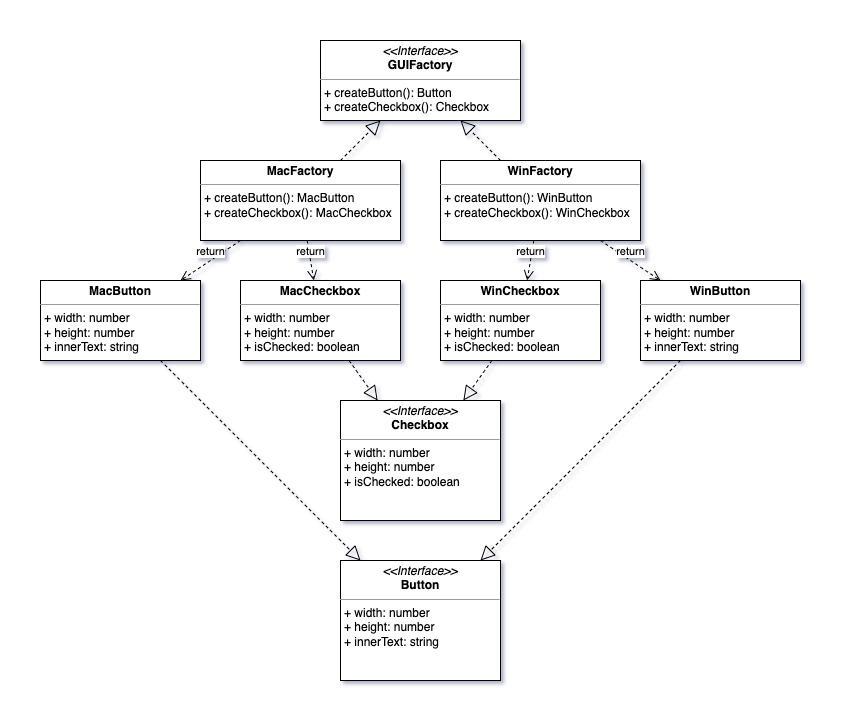 <<Interface>>
GUIFactory
+ createButton(): Button
+ createCheckbox(): Checkbox
MacFactory
+ createButton(): MacButton
+ createCheckbox(): MacCheckbox
WinFactory
+ createButton(): WinButton
+ createCheckbox(): WinCheckbox
return
return
return
return
MacButton
+ width: number
+ height: number
+ innerText: string
MacCheckbox
+ width: number
+ height: number
+ isChecked: boolean
WinCheckbox
+ width: number
+ height: number
+ isChecked: boolean
WinButton
+ width: number
+ height: number
+ innerText: string
<<Interface>>
Checkbox
+ width: number
+ height: number
+ isChecked: boolean
<<Interface>>
Button
+ width: number
+ height: number
+ innerText: string